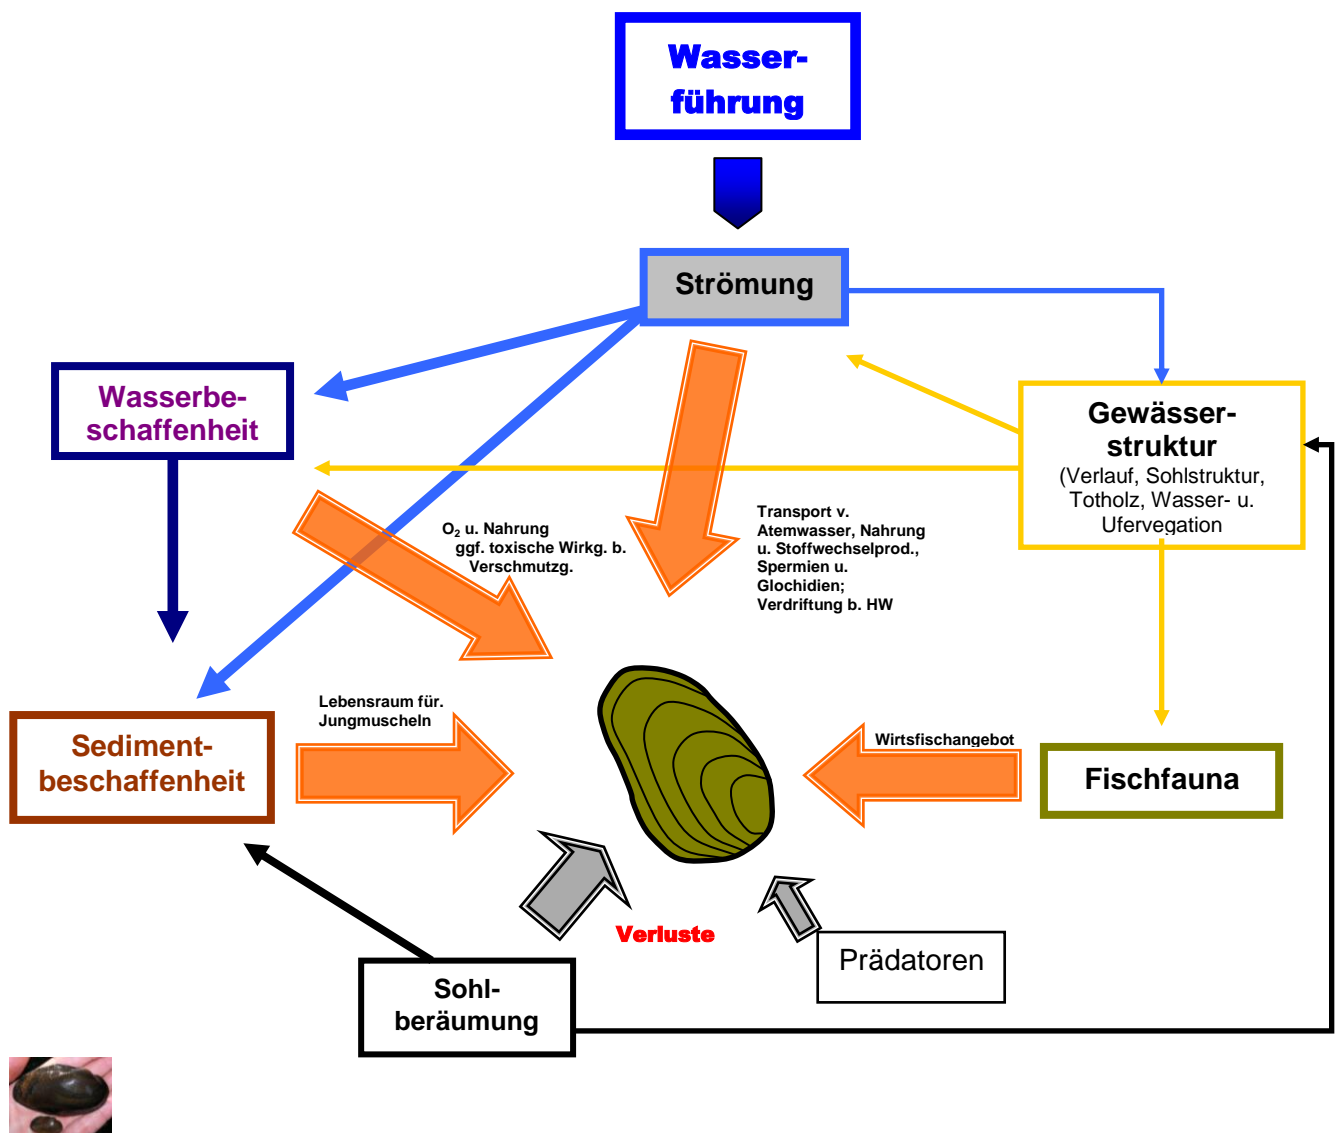 Wasser-
führung
Strömung
Wasserbe-
schaffenheit
Gewässer-
struktur
(Verlauf, Sohlstruktur,
Totholz, Wasser- u.
Ufervegation
O₂ u. Nahrung
ggf. toxische Wirkg. b.
Verschmutzg.
Transport v.
Atemwasser, Nahrung
u. Stoffwechselprod.,
Spermien u.
Glochidien;
Verdriftung b. HW
Lebensraum für.
Jungmuscheln
Sediment-
beschaffenheit
Wirtsfischangebot
Fischfauna
Verluste
Prädatoren
Sohl-
beräumung